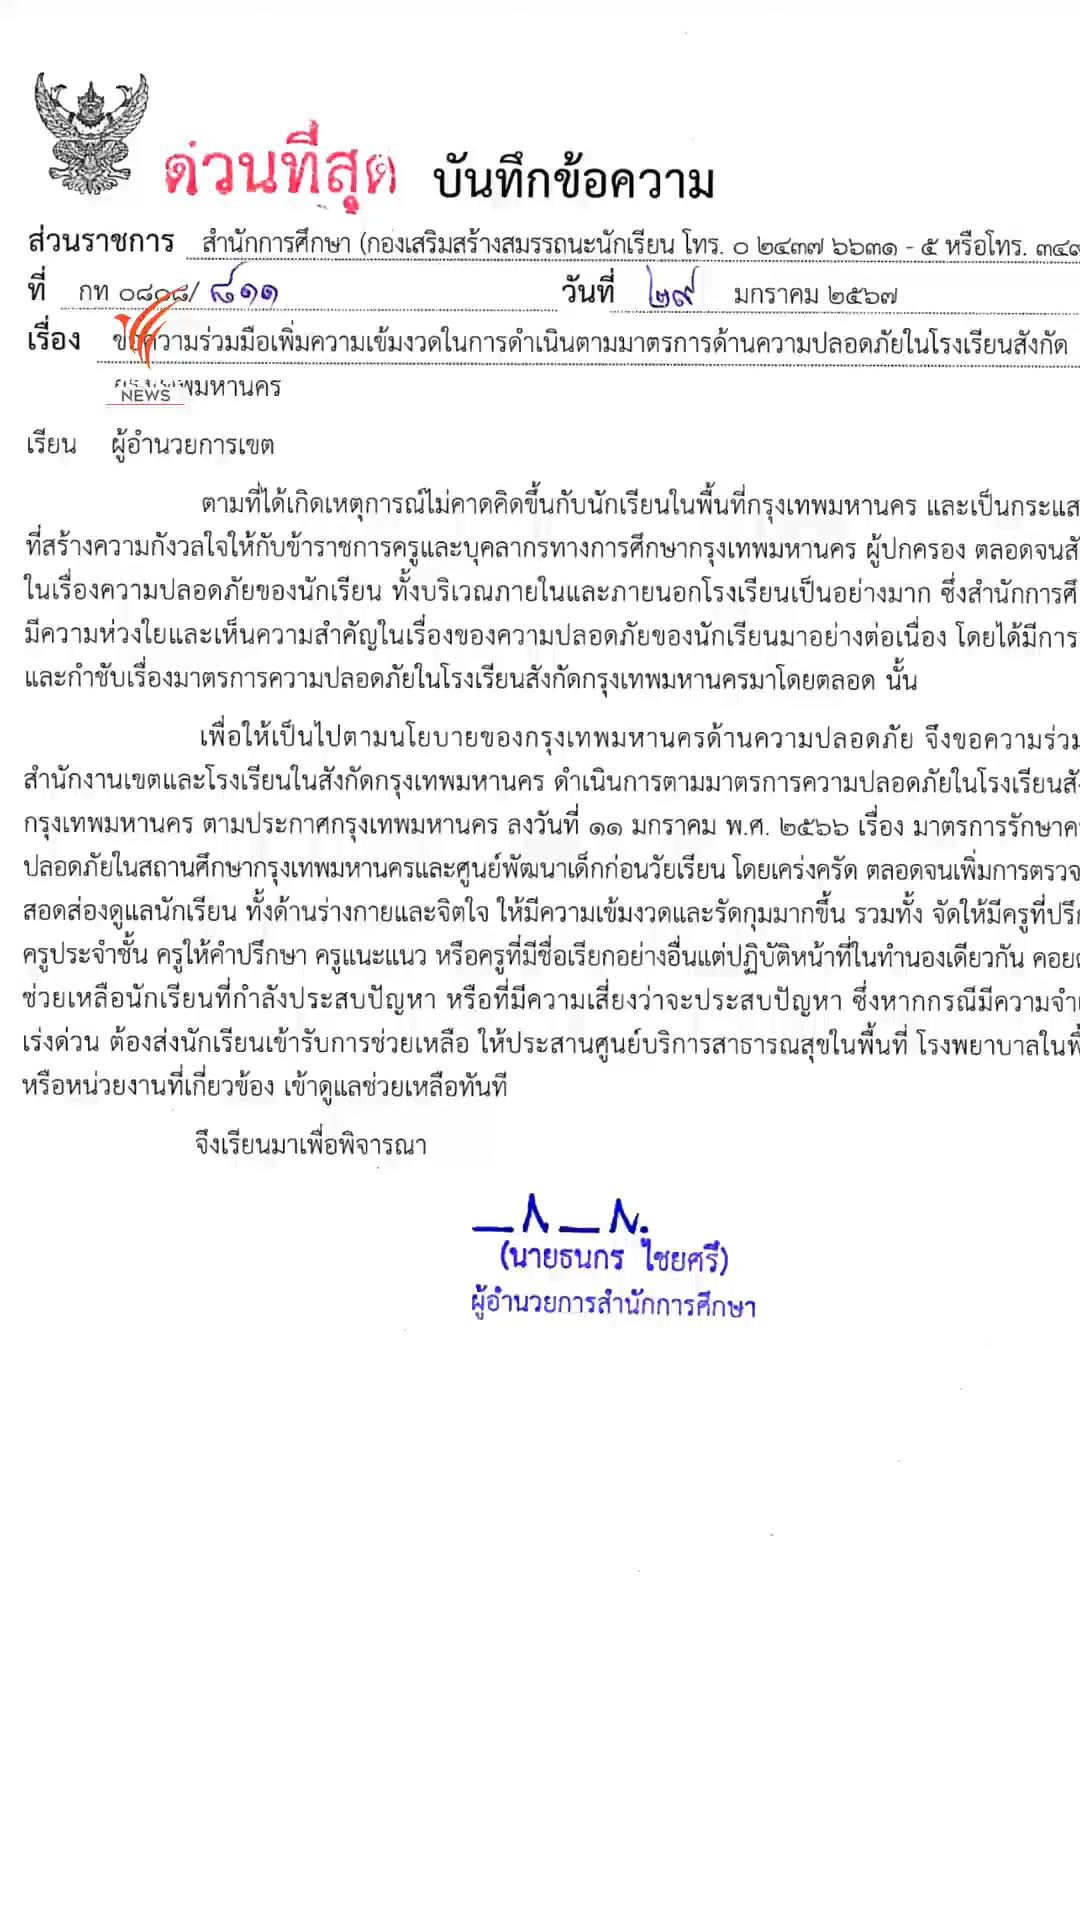 ด่วนที่สุด บันทึกข้อความ
ส่วนราชการ สำนักการศึกษา (กองเสริมสร้างสมรรถนะนักเรียน โทร. ๐ ๒๔๓๗ ๖๖๓๑ - ๕ หรือโทร. ๓๔๙
ที่ กท ๐๘๐๘/ ๘๑๑ วันที่ ๒๙ มกราคม ๒๕๖๗
เรื่อง ขอความร่วมมือเพิ่มความเข้มงวดในการดำเนินตามมาตรการด้านความปลอดภัยในโรงเรียนสังกัด
กรุงเทพมหานคร
NEWS
เรียน ผู้อำนวยการเขต
ตามที่ได้เกิดเหตุการณ์ไม่คาดคิดขึ้นกับนักเรียนในพื้นที่กรุงเทพมหานคร และเป็นกระแส
ที่สร้างความกังวลใจให้กับข้าราชการครูและบุคลากรทางการศึกษากรุงเทพมหานคร ผู้ปกครอง ตลอดจนสั
ในเรื่องความปลอดภัยของนักเรียน ทั้งบริเวณภายในและภายนอกโรงเรียนเป็นอย่างมาก ซึ่งสำนักการศึ
มีความห่วงใยและเห็นความสำคัญในเรื่องของความปลอดภัยของนักเรียนมาอย่างต่อเนื่อง โดยได้มีการ
และกำชับเรื่องมาตรการความปลอดภัยในโรงเรียนสังกัดกรุงเทพมหานครมาโดยตลอด นั้น
เพื่อให้เป็นไปตามนโยบายของกรุงเทพมหานครด้านความปลอดภัย จึงขอความร่วม
สำนักงานเขตและโรงเรียนในสังกัดกรุงเทพมหานคร ดำเนินการตามมาตรการความปลอดภัยในโรงเรียนสั
กรุงเทพมหานคร ตามประกาศกรุงเทพมหานคร ลงวันที่ ๑๑ มกราคม พ.ศ. ๒๕๖๖ เรื่อง มาตรการรักษาค
ปลอดภัยในสถานศึกษากรุงเทพมหานครและศูนย์พัฒนาเด็กก่อนวัยเรียน โดยเคร่งครัด ตลอดจนเพิ่มการตรวจ
สอดส่องดูแลนักเรียน ทั้งด้านร่างกายและจิตใจ ให้มีความเข้มงวดและรัดกุมมากขึ้น รวมทั้ง จัดให้มีครูที่ปรึก
ครูประจำชั้น ครูให้คำปรึกษา ครูแนะแนว หรือครูที่มีชื่อเรียกอย่างอื่นแต่ปฏิบัติหน้าที่ในทำนองเดียวกัน คอยด
ช่วยเหลือนักเรียนที่กำลังประสบปัญหา หรือที่มีความเสี่ยงว่าจะประสบปัญหา ซึ่งหากกรณีมีความจำเ
เร่งด่วน ต้องส่งนักเรียนเข้ารับการช่วยเหลือ ให้ประสานศูนย์บริการสาธารณสุขในพื้นที่ โรงพยาบาลในพื้
หรือหน่วยงานที่เกี่ยวข้อง เข้าดูแลช่วยเหลือทันที
จึงเรียนมาเพื่อพิจารณา
(นายธนกร ไชยศรี)
ผู้อำนวยการสำนักการศึกษา